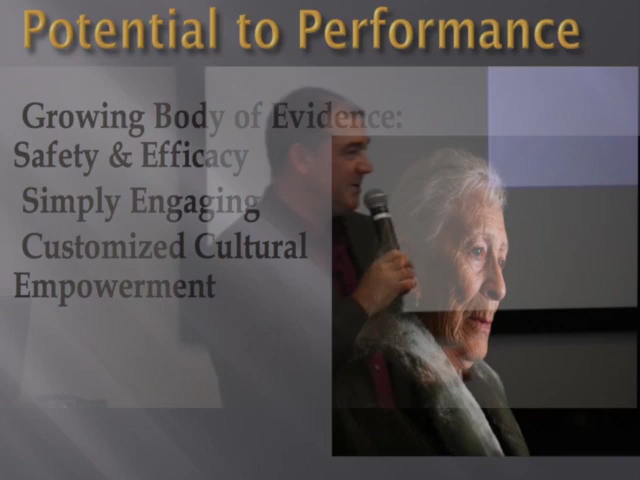 Potential to Performance
Growing Body of Evidence:
Safety & Efficacy
Simply Engaging
Customized Cultural
Empowerment